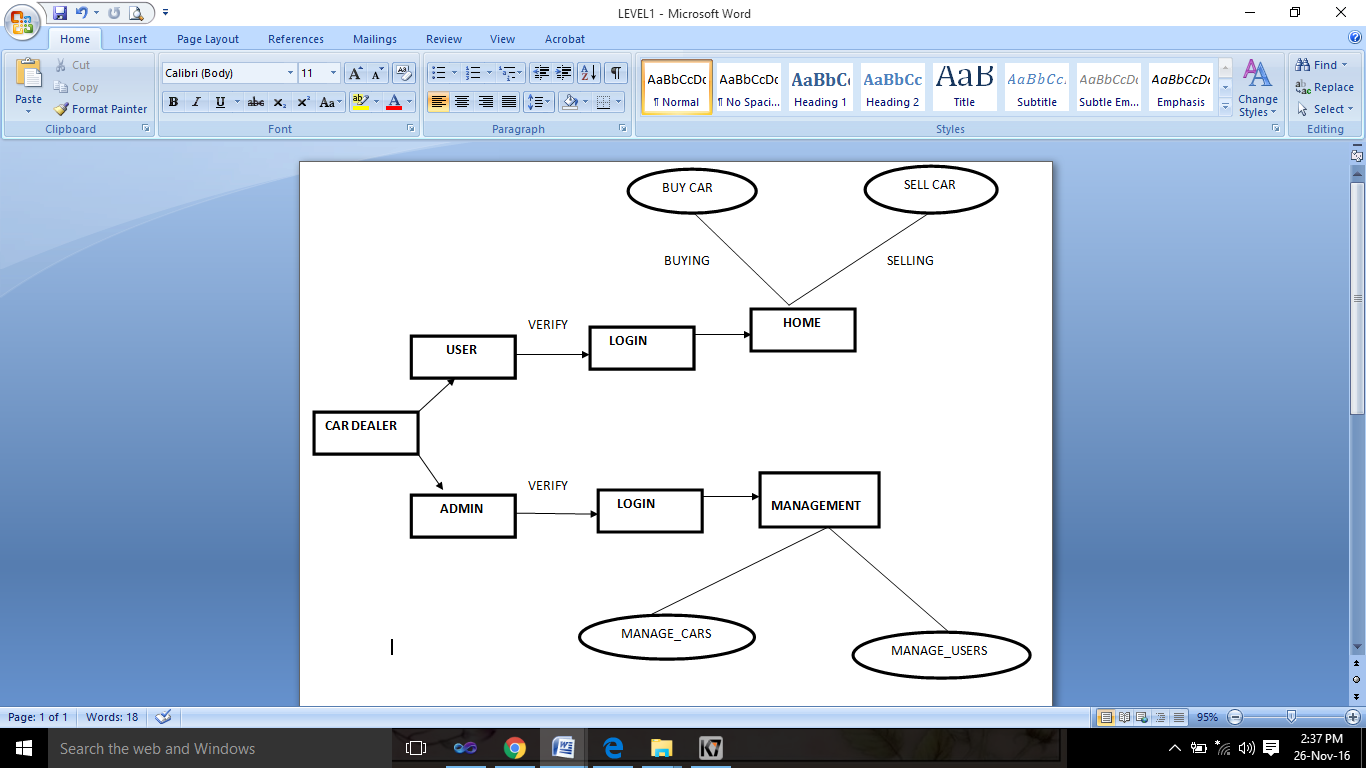 LEVEL1 - Microsoft Word
Home Insert Page Layout References Mailings Review View Acrobat
Paste
Cut
Copy
Format Painter
Clipboard
Calibri (Body) 11
B I U abc x₂ x² Aa
Font
Paragraph
AaBbCcDc AaBbCcDc AaBbC AaBbCc AaB AaBbCc. AaBbCcDc AaBbCcDc
¶ Normal ¶ No Spaci... Heading 1 Heading 2 Title Subtitle Subtle Em... Emphasis
Styles
Change Styles
Find
Replace
Select
Editing
BUY CAR
SELL CAR
BUYING
SELLING
VERIFY
HOME
USER
LOGIN
CAR DEALER
VERIFY
ADMIN
LOGIN
MANAGEMENT
MANAGE_CARS
MANAGE_USERS
Page: 1 of 1 Words: 18 95%
Search the web and Windows
2:37 PM
26-Nov-16